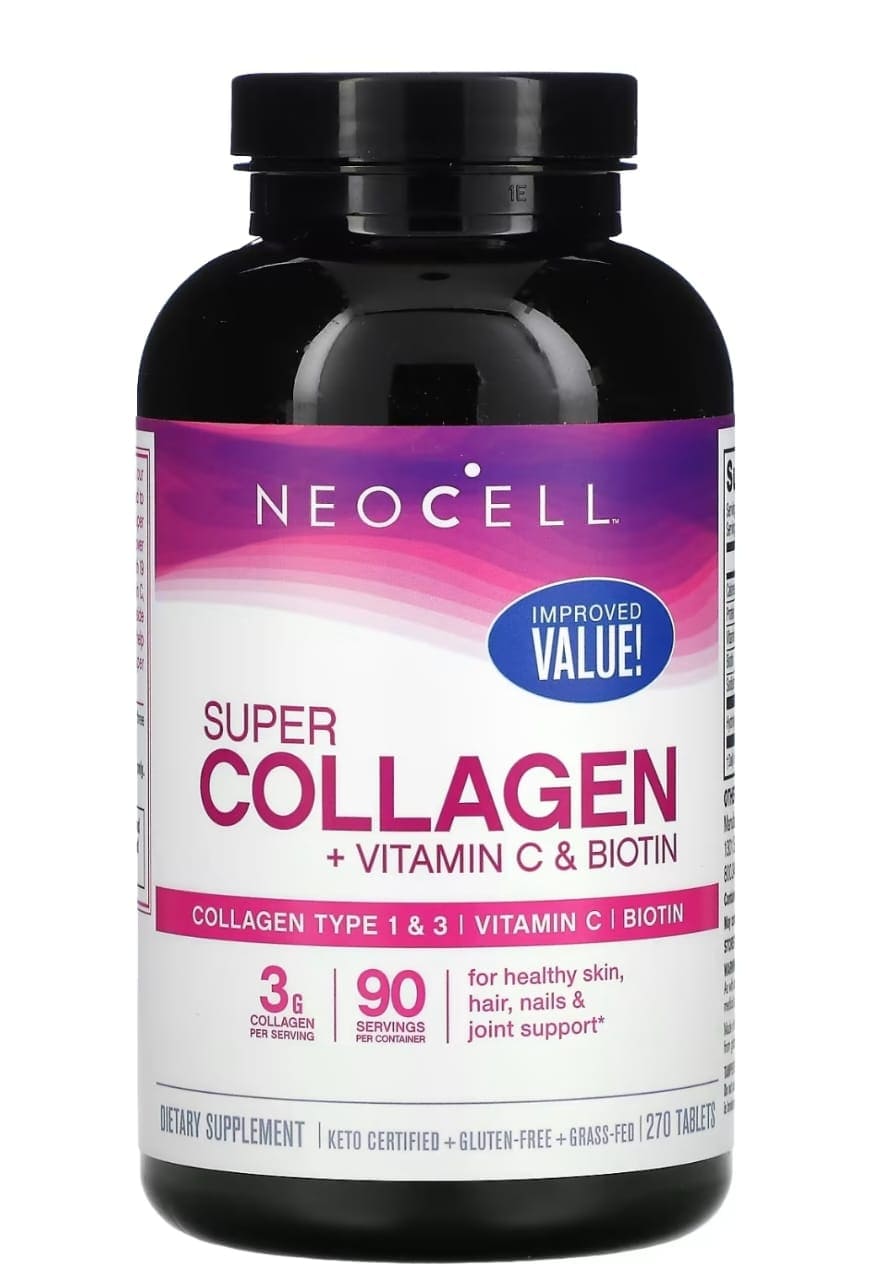 1E
NEOCELL™
IMPROVED
VALUE!
SUPER
COLLAGEN
+ VITAMIN C & BIOTIN
COLLAGEN TYPE 1 & 3 | VITAMIN C | BIOTIN
3G
COLLAGEN
PER SERVING
90
SERVINGS
PER CONTAINER
for healthy skin,
hair, nails &
joint support*
DIETARY SUPPLEMENT | KETO CERTIFIED + GLUTEN-FREE + GRASS-FED | 270 TABLETS